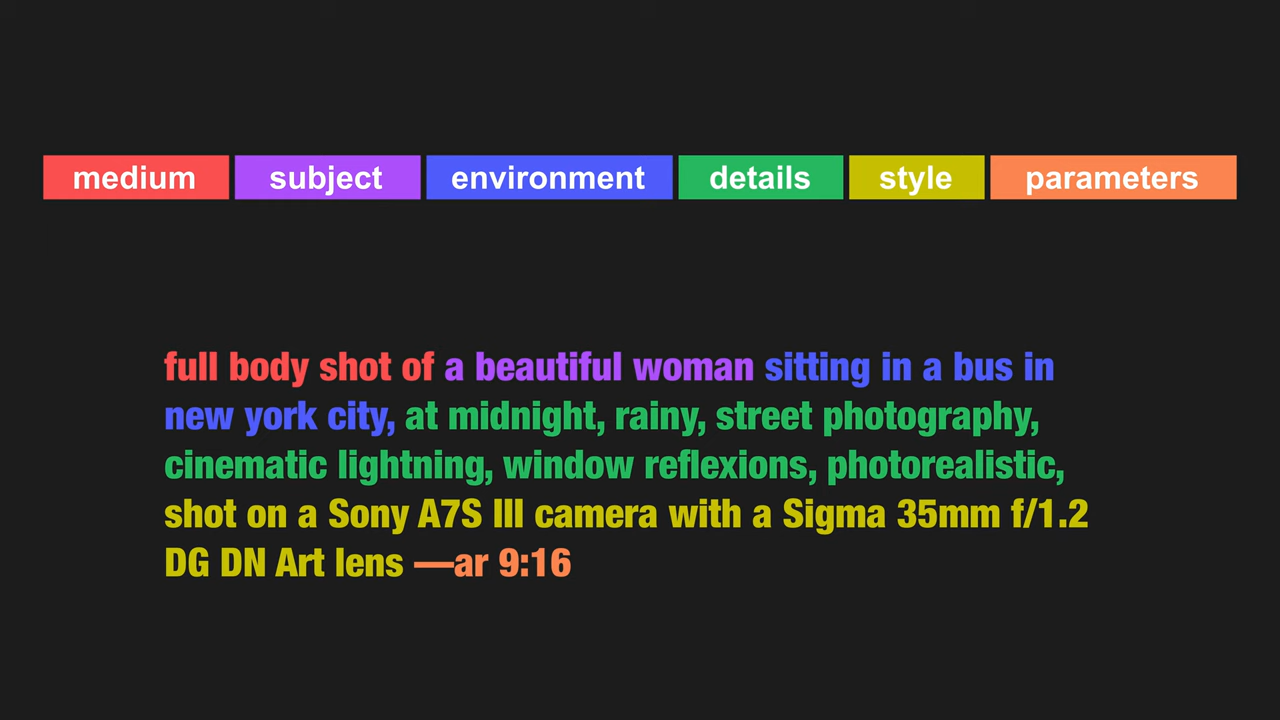 medium subject environment details style parameters
full body shot of a beautiful woman sitting in a bus in
new york city, at midnight, rainy, street photography,
cinematic lightning, window reflexions, photorealistic,
shot on a Sony A7S III camera with a Sigma 35mm f/1.2
DG DN Art lens —ar 9:16